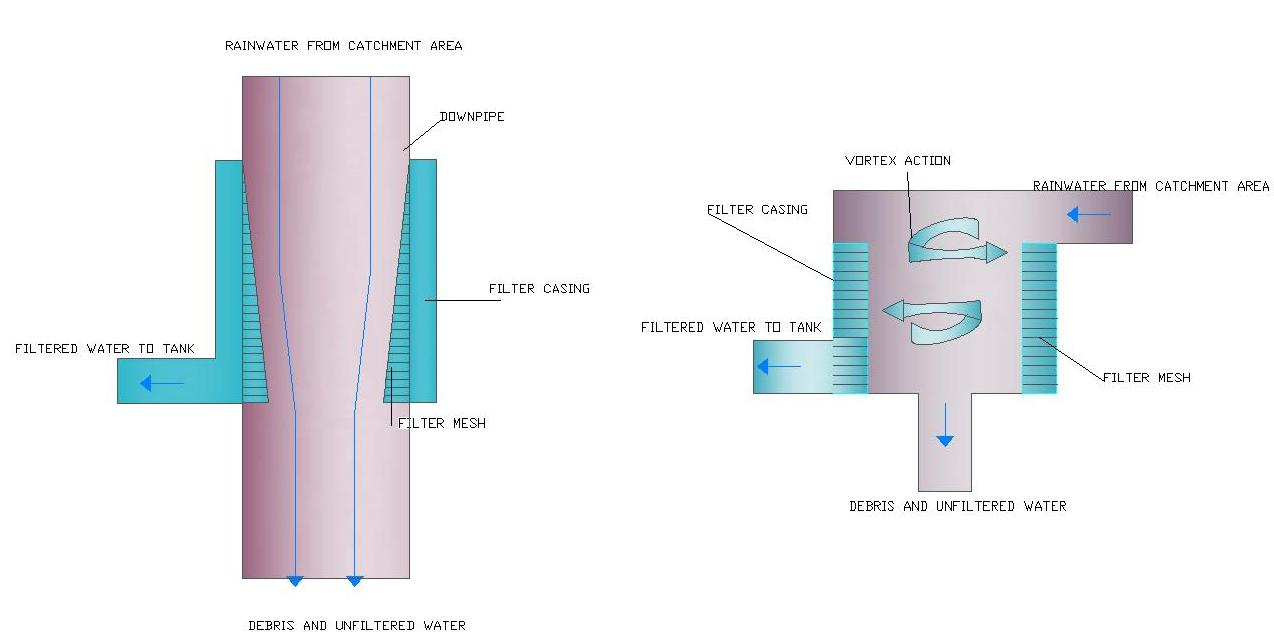 RAINWATER FROM CATCHMENT AREA
DOWNPIPE
FILTER CASING
FILTERED WATER TO TANK
FILTER MESH
DEBRIS AND UNFILTERED WATER
VORTEX ACTION
RAINWATER FROM CATCHMENT AREA
FILTER CASING
FILTERED WATER TO TANK
FILTER MESH
DEBRIS AND UNFILTERED WATER